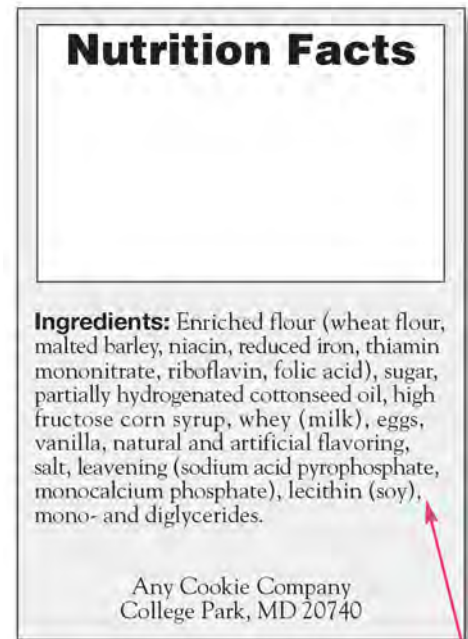 Nutrition Facts
Ingredients: Enriched flour (wheat flour,
malted barley, niacin, reduced iron, thiamin
mononitrate, riboflavin, folic acid), sugar,
partially hydrogenated cottonseed oil, high
fructose corn syrup, whey (milk), eggs,
vanilla, natural and artificial flavoring,
salt, leavening (sodium acid pyrophosphate,
monocalcium phosphate), lecithin (soy),
mono- and diglycerides.
Any Cookie Company
College Park, MD 20740